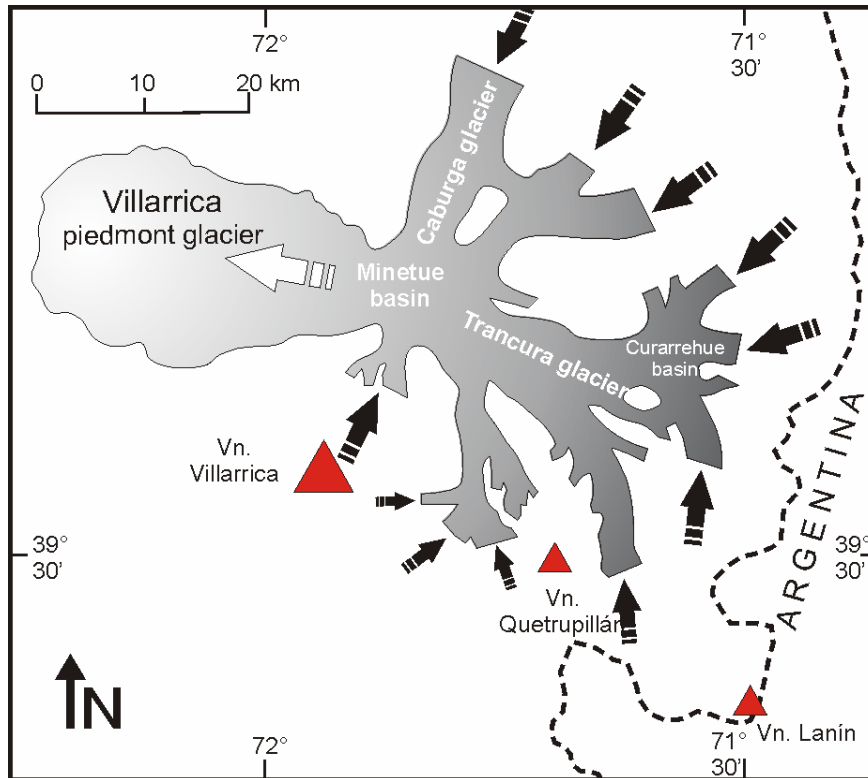 72°
71°
30'
0 10 20 km
Caburga glacier
Villarrica
piedmont glacier
Minetue
basin
Trancura glacier
Curarrehue
basin
Vn.
Villarrica
ARGENTINA
39°
30'
39°
30'
Vn.
Quetrupillán
N
72°
71°
30'
Vn. Lanín